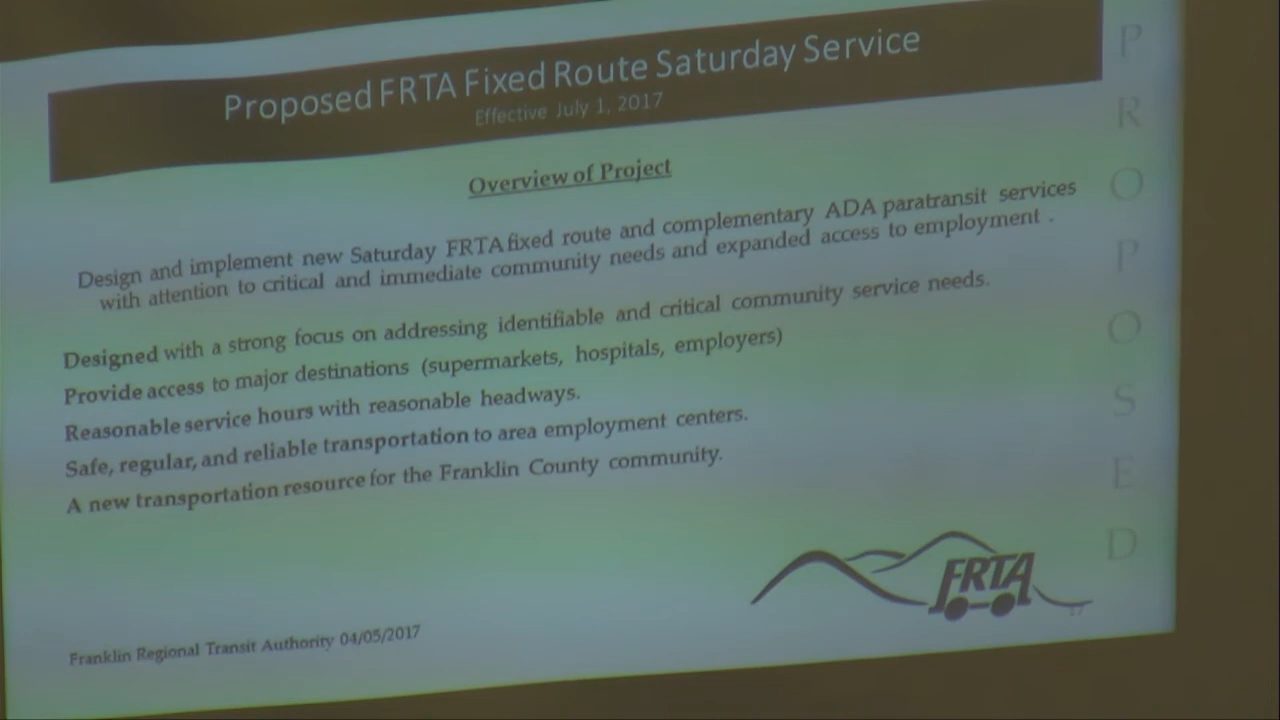 Proposed FRTA Fixed Route Saturday Service
Effective July 1, 2017
Overview of Project
Design and implement new Saturday FRTA fixed route and complementary ADA paratransit services
with attention to critical and immediate community needs and expanded access to employment .
Designed with a strong focus on addressing identifiable and critical community service needs.
Provide access to major destinations (supermarkets, hospitals, employers)
Reasonable service hours with reasonable headways.
Safe, regular, and reliable transportation to area employment centers.
A new transportation resource for the Franklin County community.
FRTA
17
Franklin Regional Transit Authority 04/05/2017
P
R
O
P
O
S
E
D